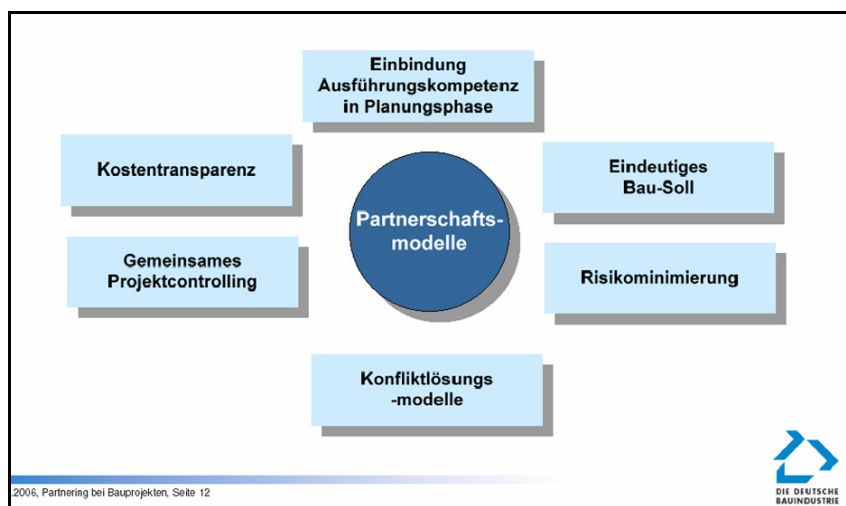 Einbindung
Ausführungskompetenz
in Planungsphase
Kostentransparenz
Eindeutiges
Bau-Soll
Partnerschafts-
modelle
Gemeinsames
Projektcontrolling
Risikominimierung
Konfliktlösungs
-modelle
.2006, Partnering bei Bauprojekten, Seite 12
DIE DEUTSCHE
BAUINDUSTRIE